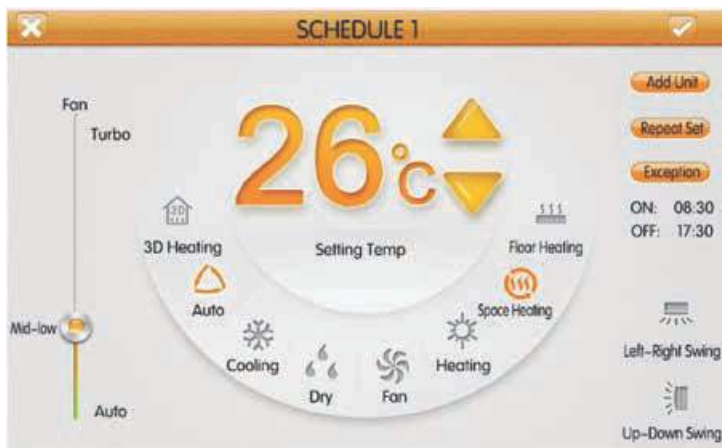 SCHEDULE 1
Fan
Turbo
Mid-low
Auto
26°C
Setting Temp
3D
3D Heating
Auto
Cooling
Dry
Fan
Heating
Space Heating
Floor Heating
Add Unit
Repeat Set
Exception
ON: 08:30
OFF: 17:30
Left-Right Swing
Up-Down Swing